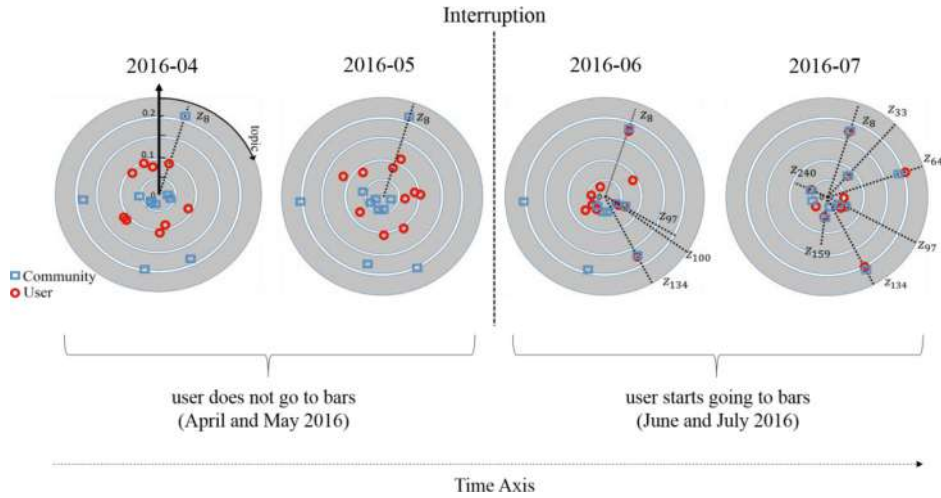 Interruption
2016-04
2016-05
2016-06
2016-07
0.2
0.1
0
z8
topic
z8
z8
z97
z100
z134
z8
z33
z64
z240
z159
z97
z134
Community
User
user does not go to bars
(April and May 2016)
user starts going to bars
(June and July 2016)
Time Axis